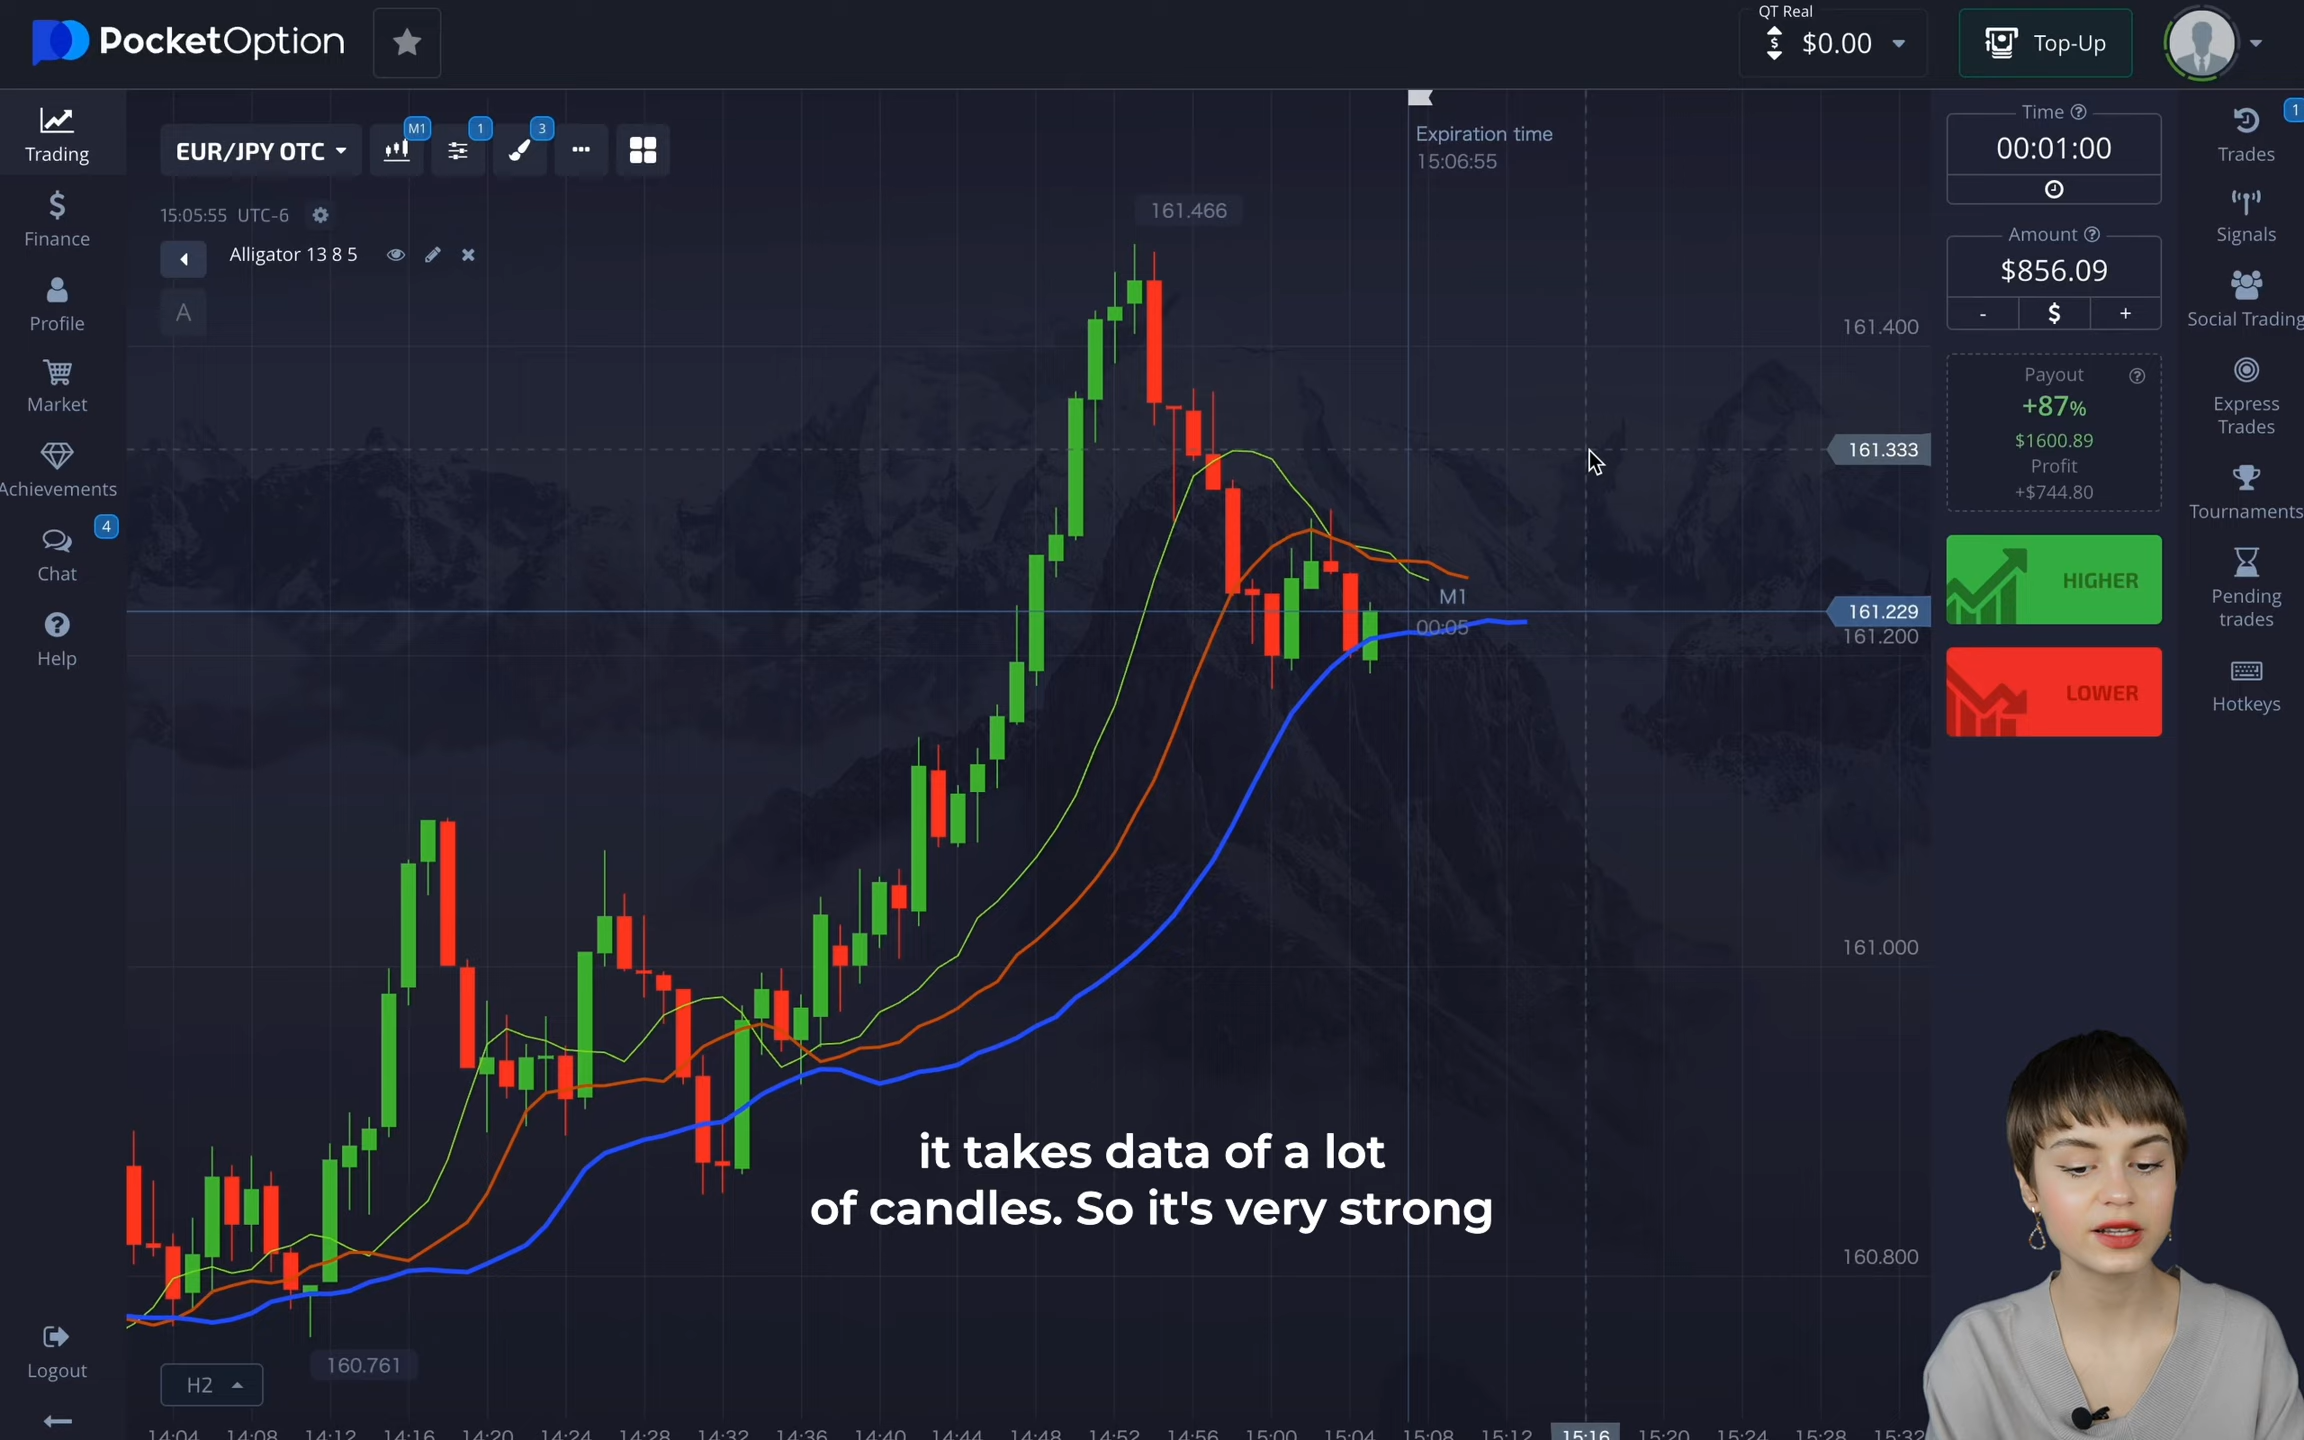 PocketOption
QT Real
$0.00
Top-Up
Trading
Finance
Profile
Market
Achievements
4
Chat
Help
Logout
EUR/JPY OTC
M1
1
3
15:05:55 UTC-6
Alligator 13 8 5
A
Expiration time
15:06:55
161.466
161.400
161.333
161.229
161.200
161.000
160.800
M1
00:05
160.761
H2
it takes data of a lot
of candles. So it's very strong
14:04 14:08 14:12 14:16 14:20 14:24 14:28 14:32 14:36 14:40 14:44 14:48 14:52 14:56 15:00 15:04 15:08 15:12 15:16 15:20 15:24 15:28 15:32
Time
00:01:00
Amount
$856.09
- $ +
Payout
+87%
$1600.89
Profit
+$744.80
HIGHER
LOWER
1
Trades
Signals
Social Trading
Express
Trades
Tournaments
Pending
trades
Hotkeys